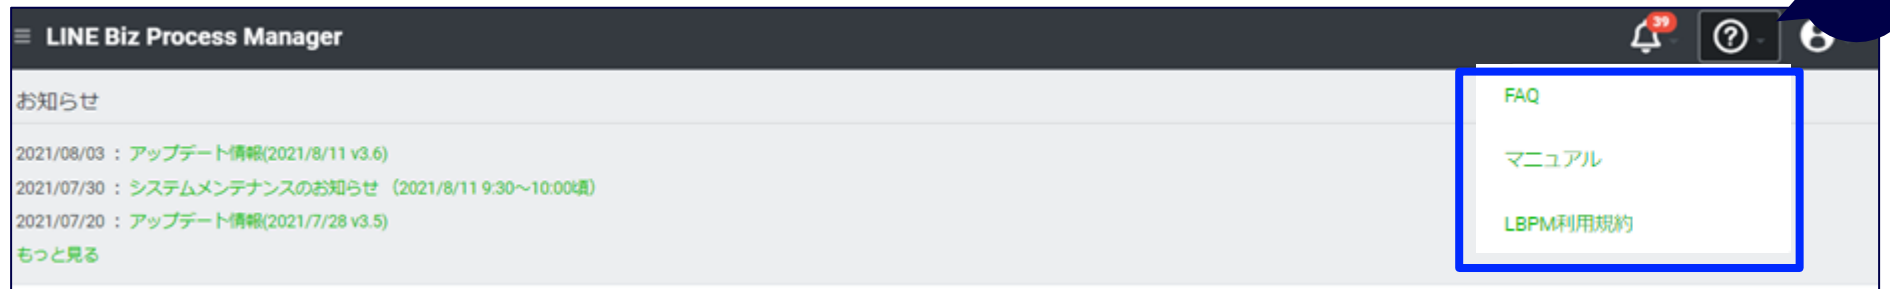 LINE Biz Process Manager
39
お知らせ
2021/08/03 : アップデート情報(2021/8/11 v3.6)
2021/07/30 : システムメンテナンスのお知らせ（2021/8/11 9:30～10:00頃）
2021/07/20 : アップデート情報(2021/7/28 v3.5)
もっと見る
FAQ
マニュアル
LBPM利用規約